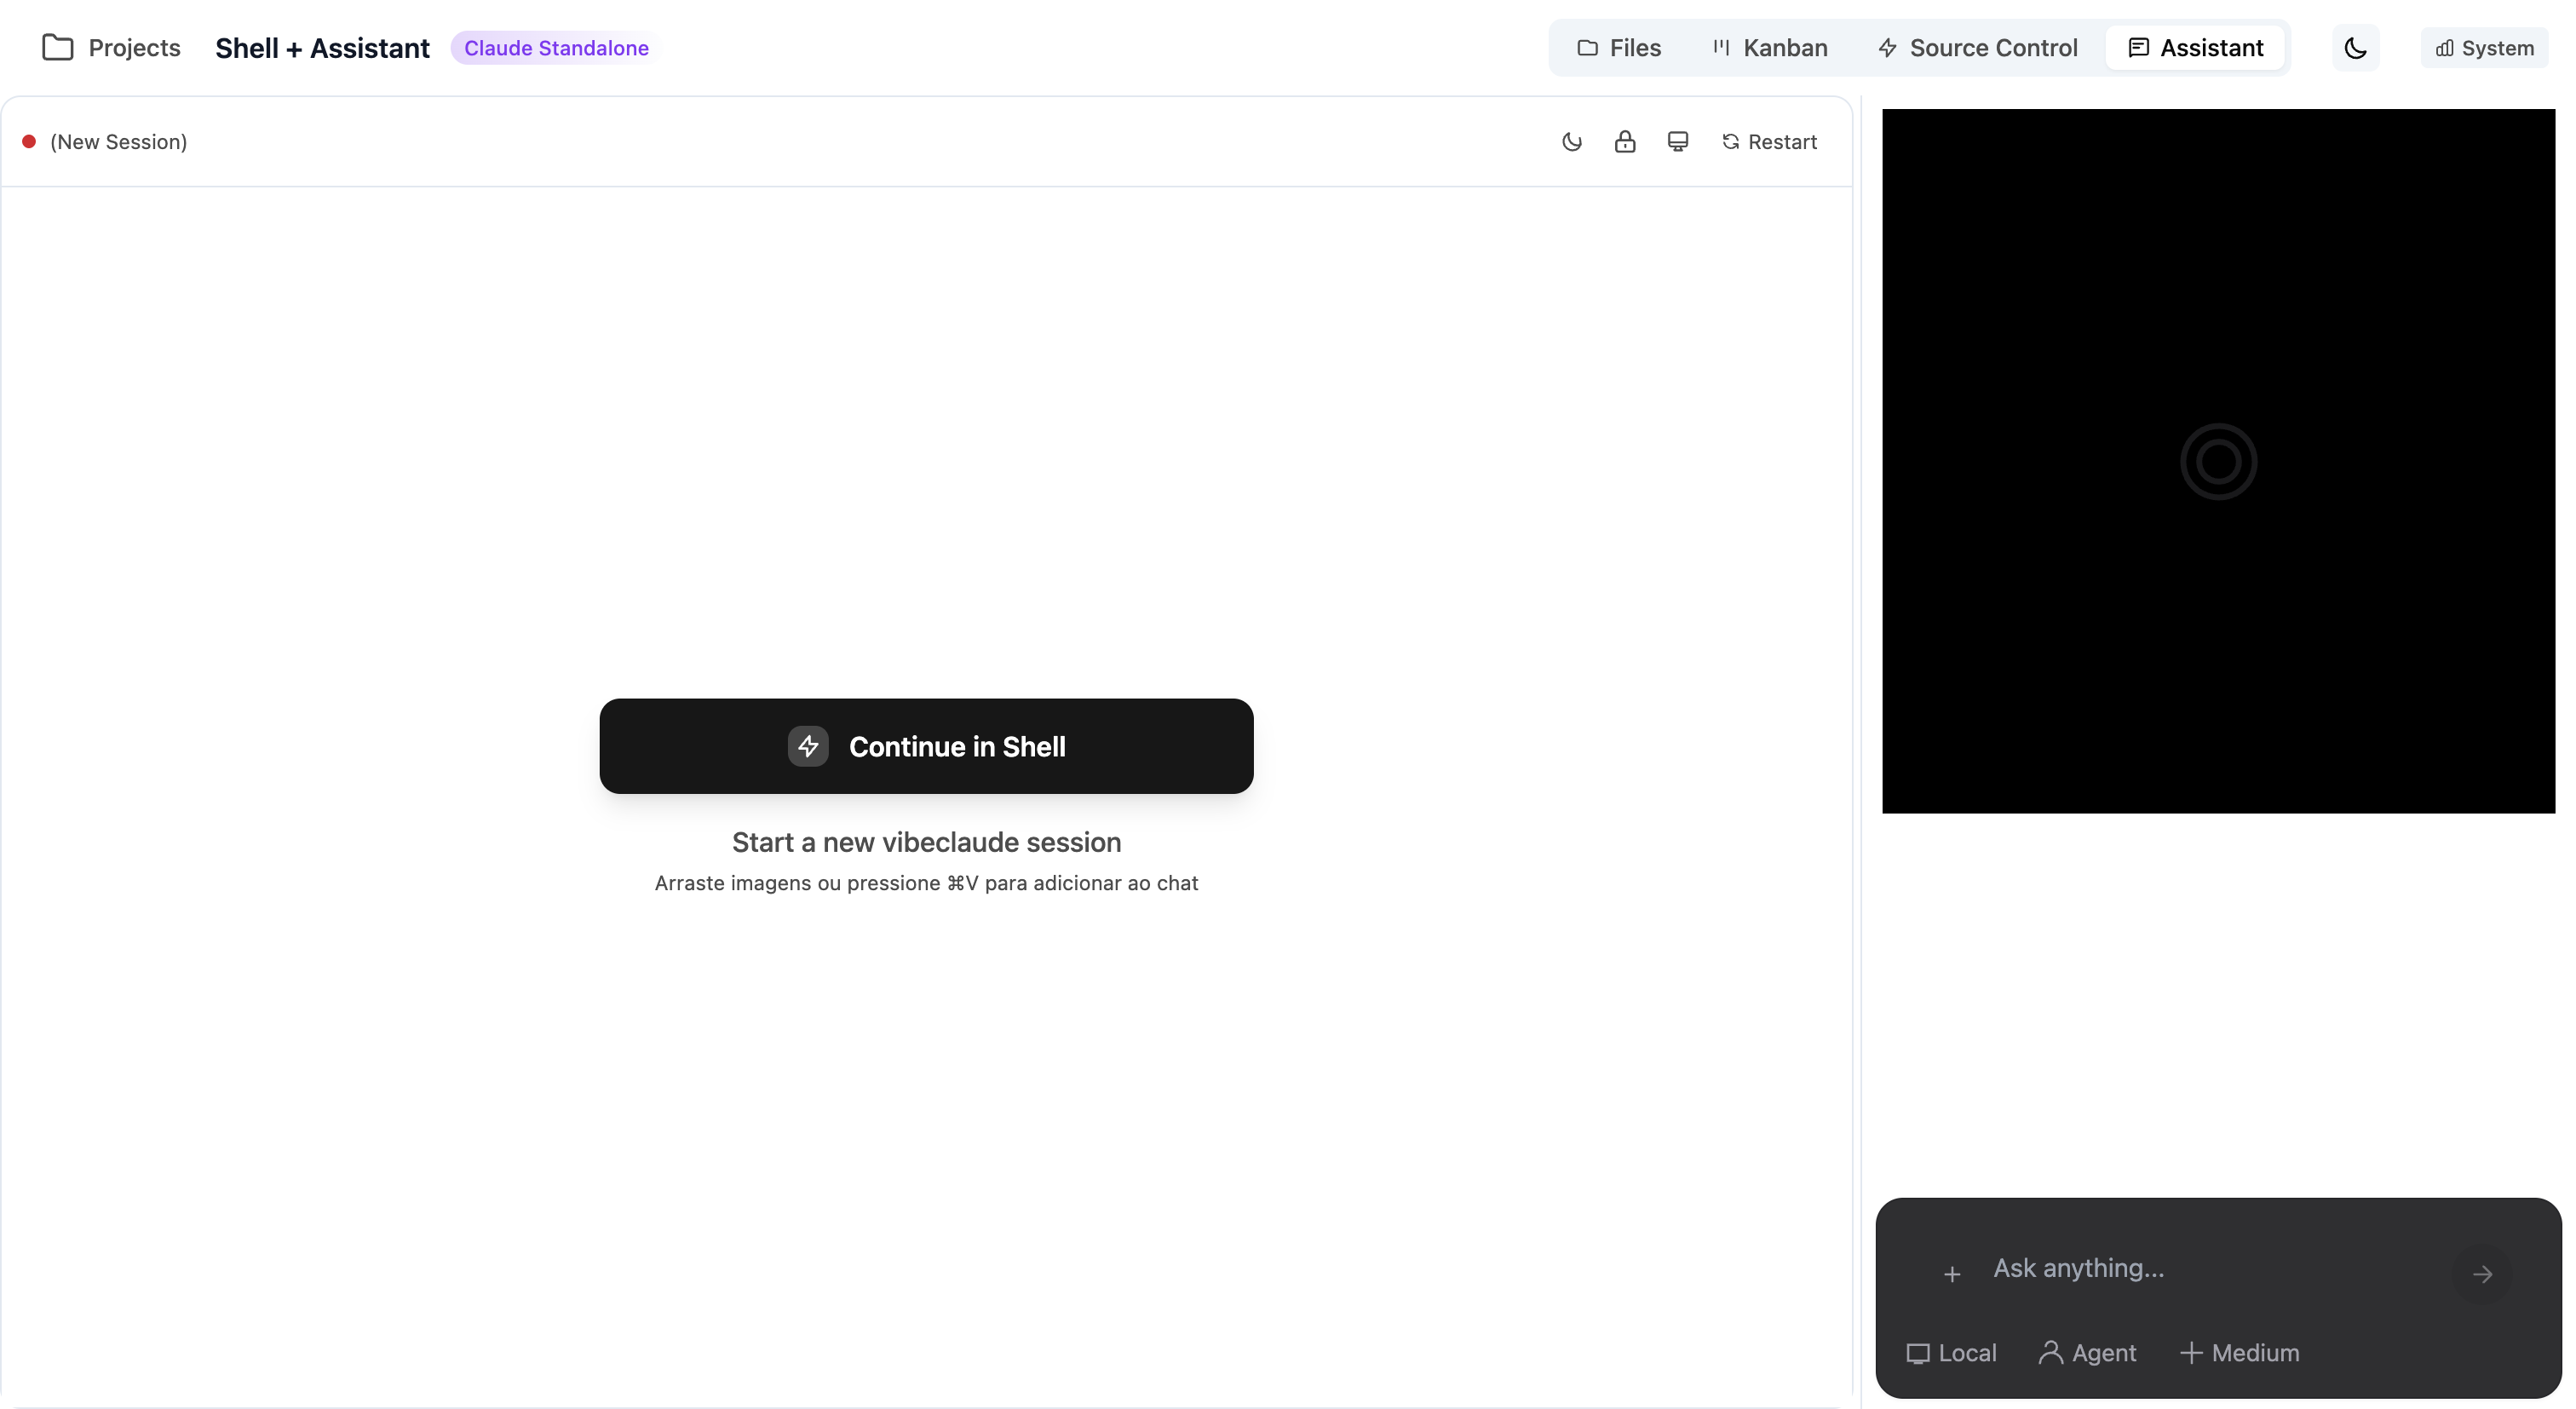 Projects Shell + Assistant Claude Standalone Files Kanban Source Control Assistant System
(New Session) Restart
Continue in Shell
Start a new vibeclaude session
Arraste imagens ou pressione ⌘V para adicionar ao chat
Ask anything...
Local Agent Medium